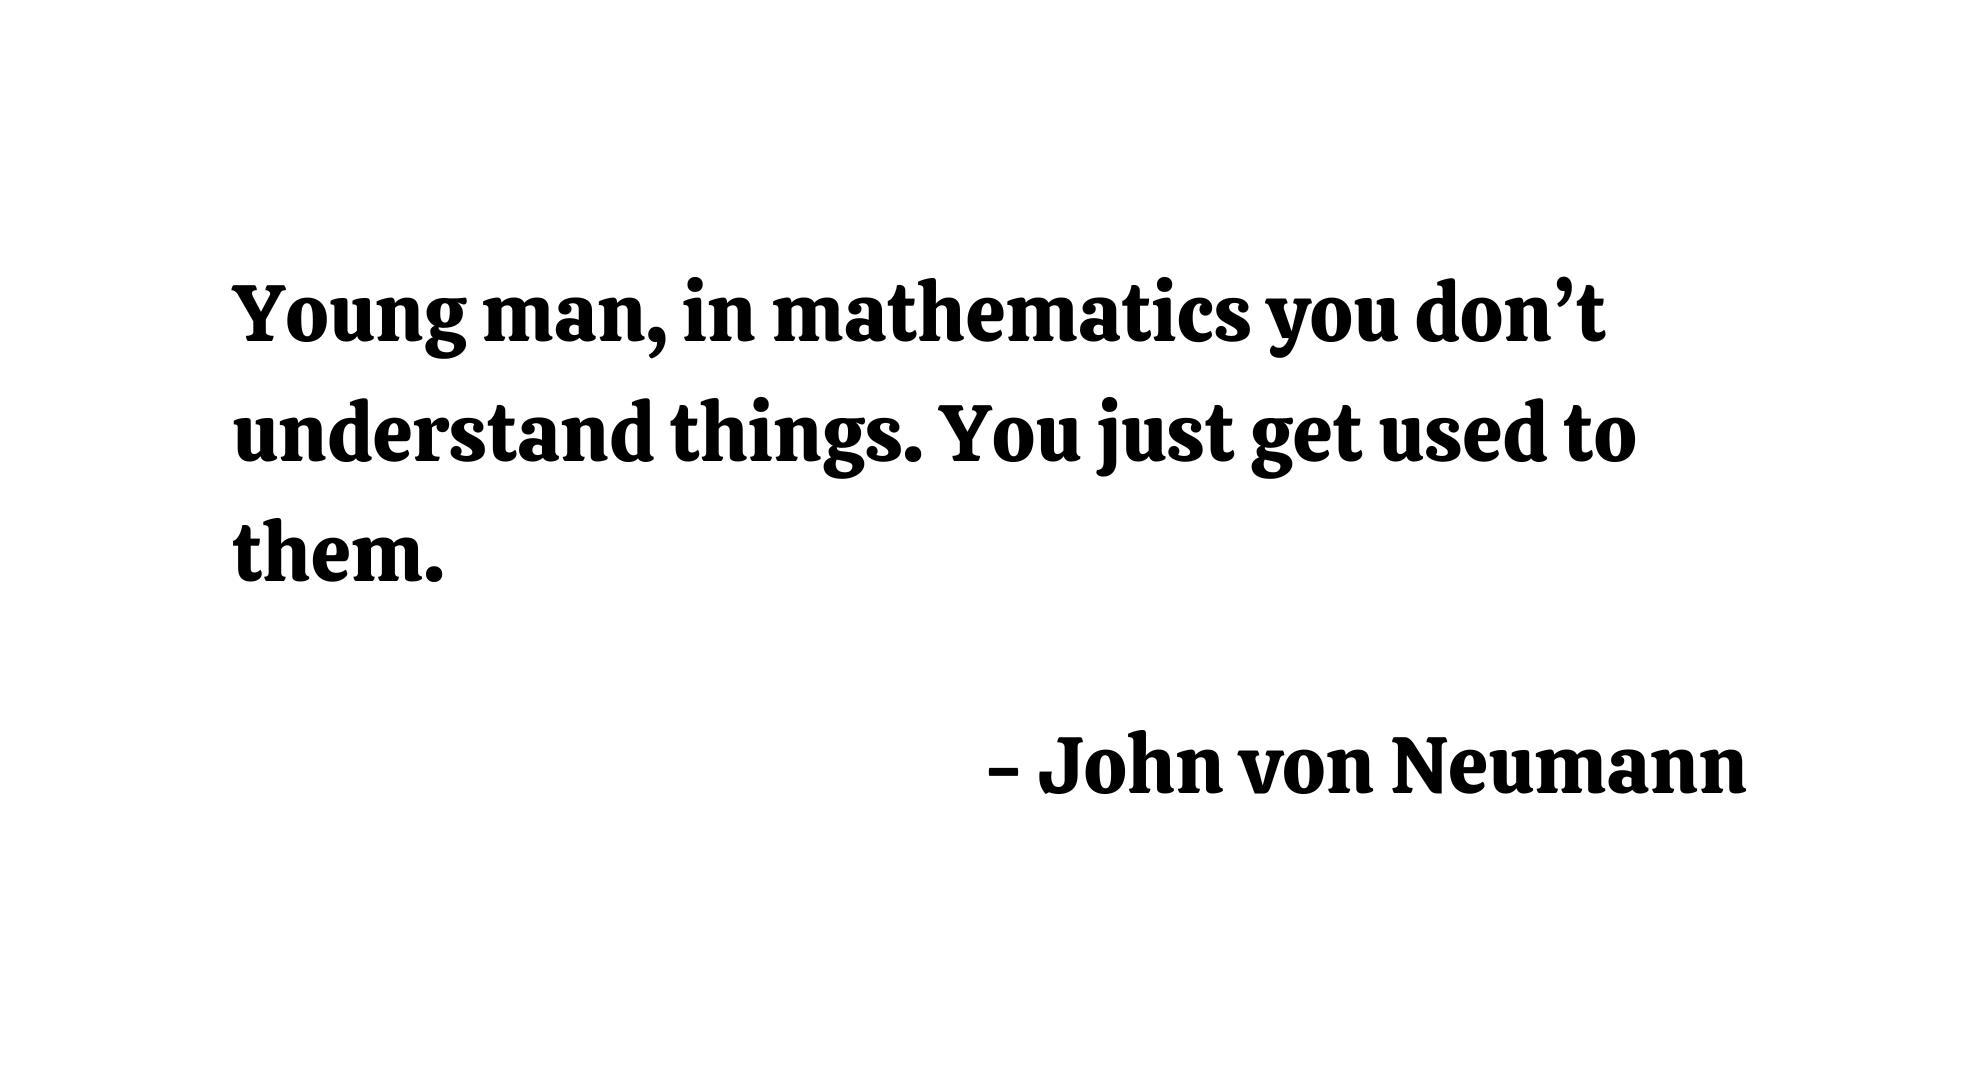 Young man, in mathematics you don’t
understand things. You just get used to
them.
– John von Neumann